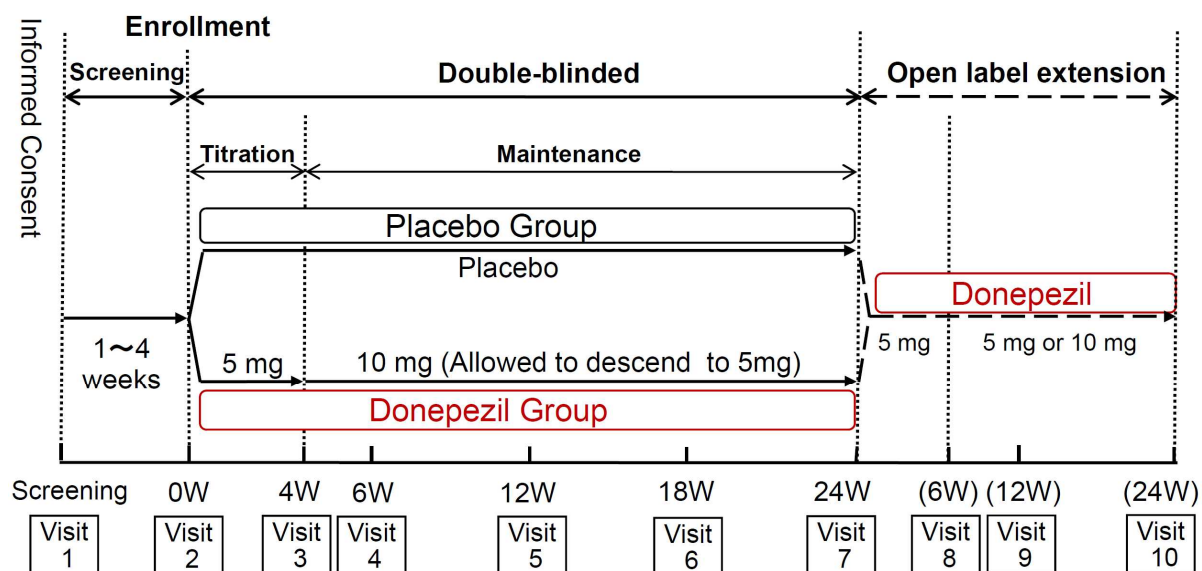 Informed Consent
Enrollment
Screening
Double-blinded
Open label extension
Titration
Maintenance
Placebo Group
Placebo
Donepezil
1〜4
weeks
5 mg
10 mg (Allowed to descend to 5mg)
5 mg
5 mg or 10 mg
Donepezil Group
Screening
0W
4W
6W
12W
18W
24W
(6W)
(12W)
(24W)
Visit
1
Visit
2
Visit
3
Visit
4
Visit
5
Visit
6
Visit
7
Visit
8
Visit
9
Visit
10